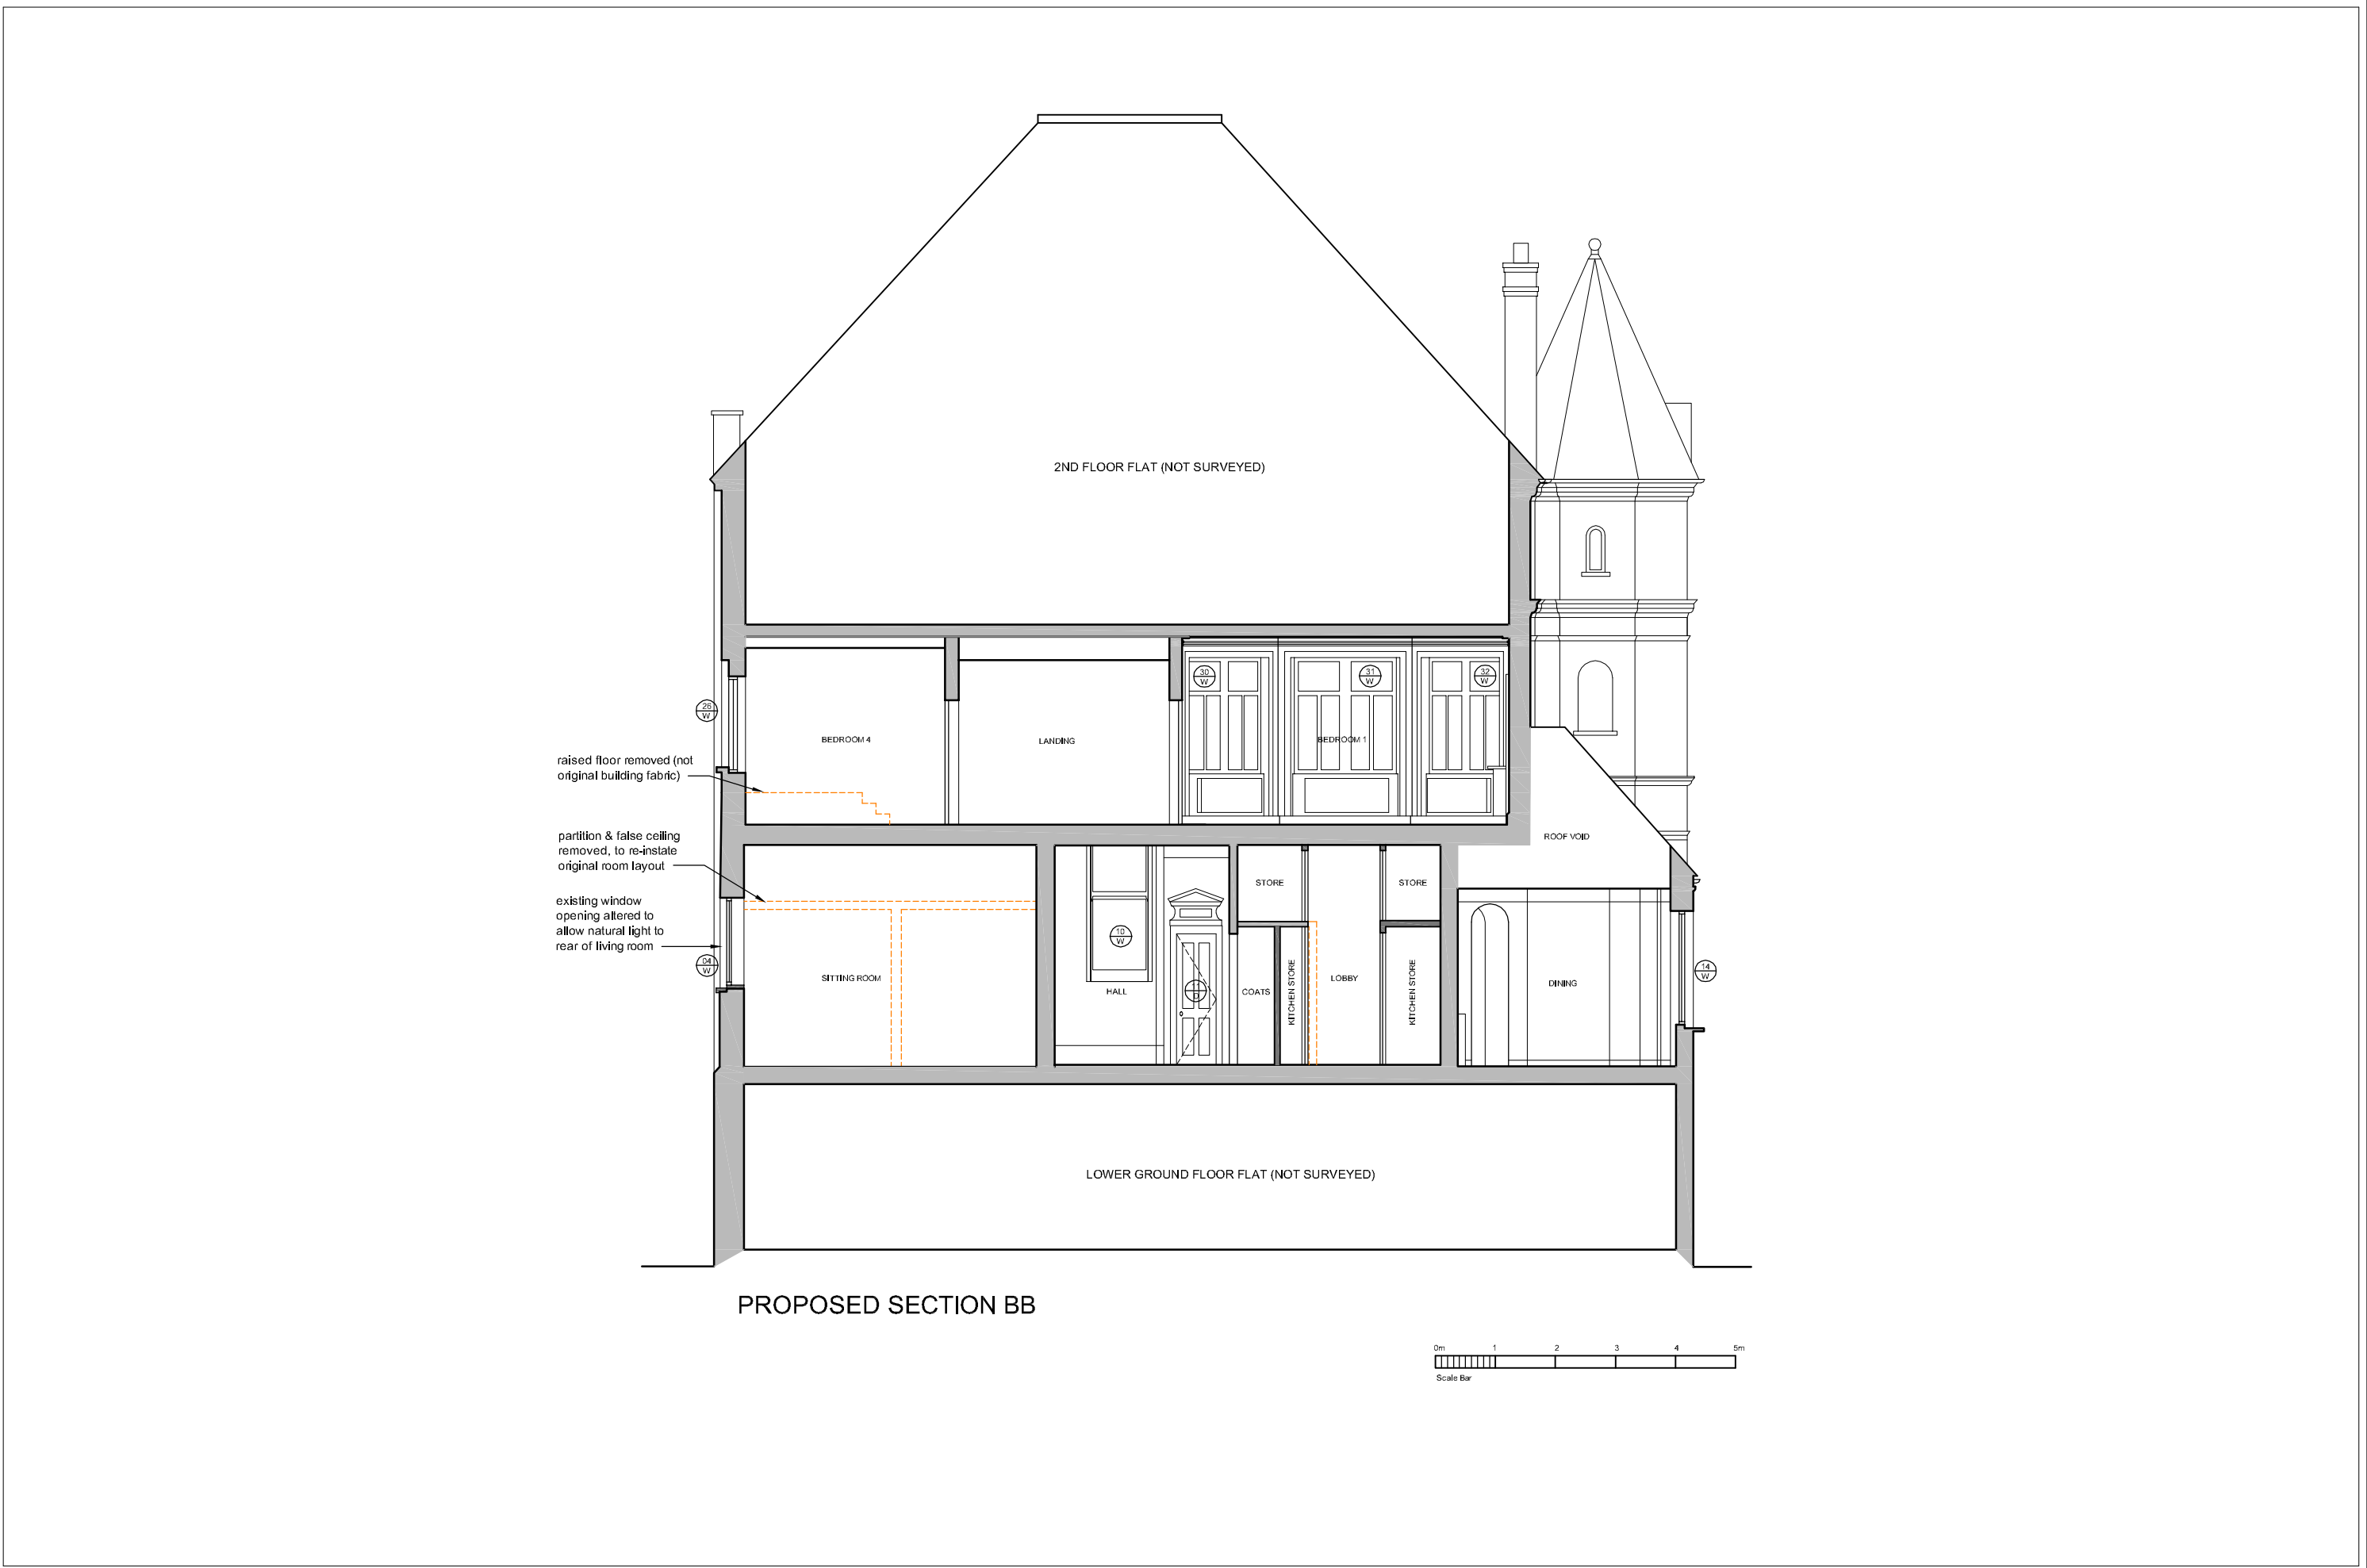 2ND FLOOR FLAT (NOT SURVEYED)
30
W
31
W
32
W
26
W
BEDROOM 4
LANDING
BEDROOM 1
raised floor removed (not
original building fabric)
partition & false ceiling
removed, to re-instate
original room layout
ROOF VOID
existing window
opening altered to
allow natural light to
rear of living room
STORE
STORE
10
W
04
W
14
W
SITTING ROOM
HALL
11
D
COATS
KITCHEN STORE
LOBBY
KITCHEN STORE
DINING
LOWER GROUND FLOOR FLAT (NOT SURVEYED)
PROPOSED SECTION BB
0m 1 2 3 4 5m
Scale Bar